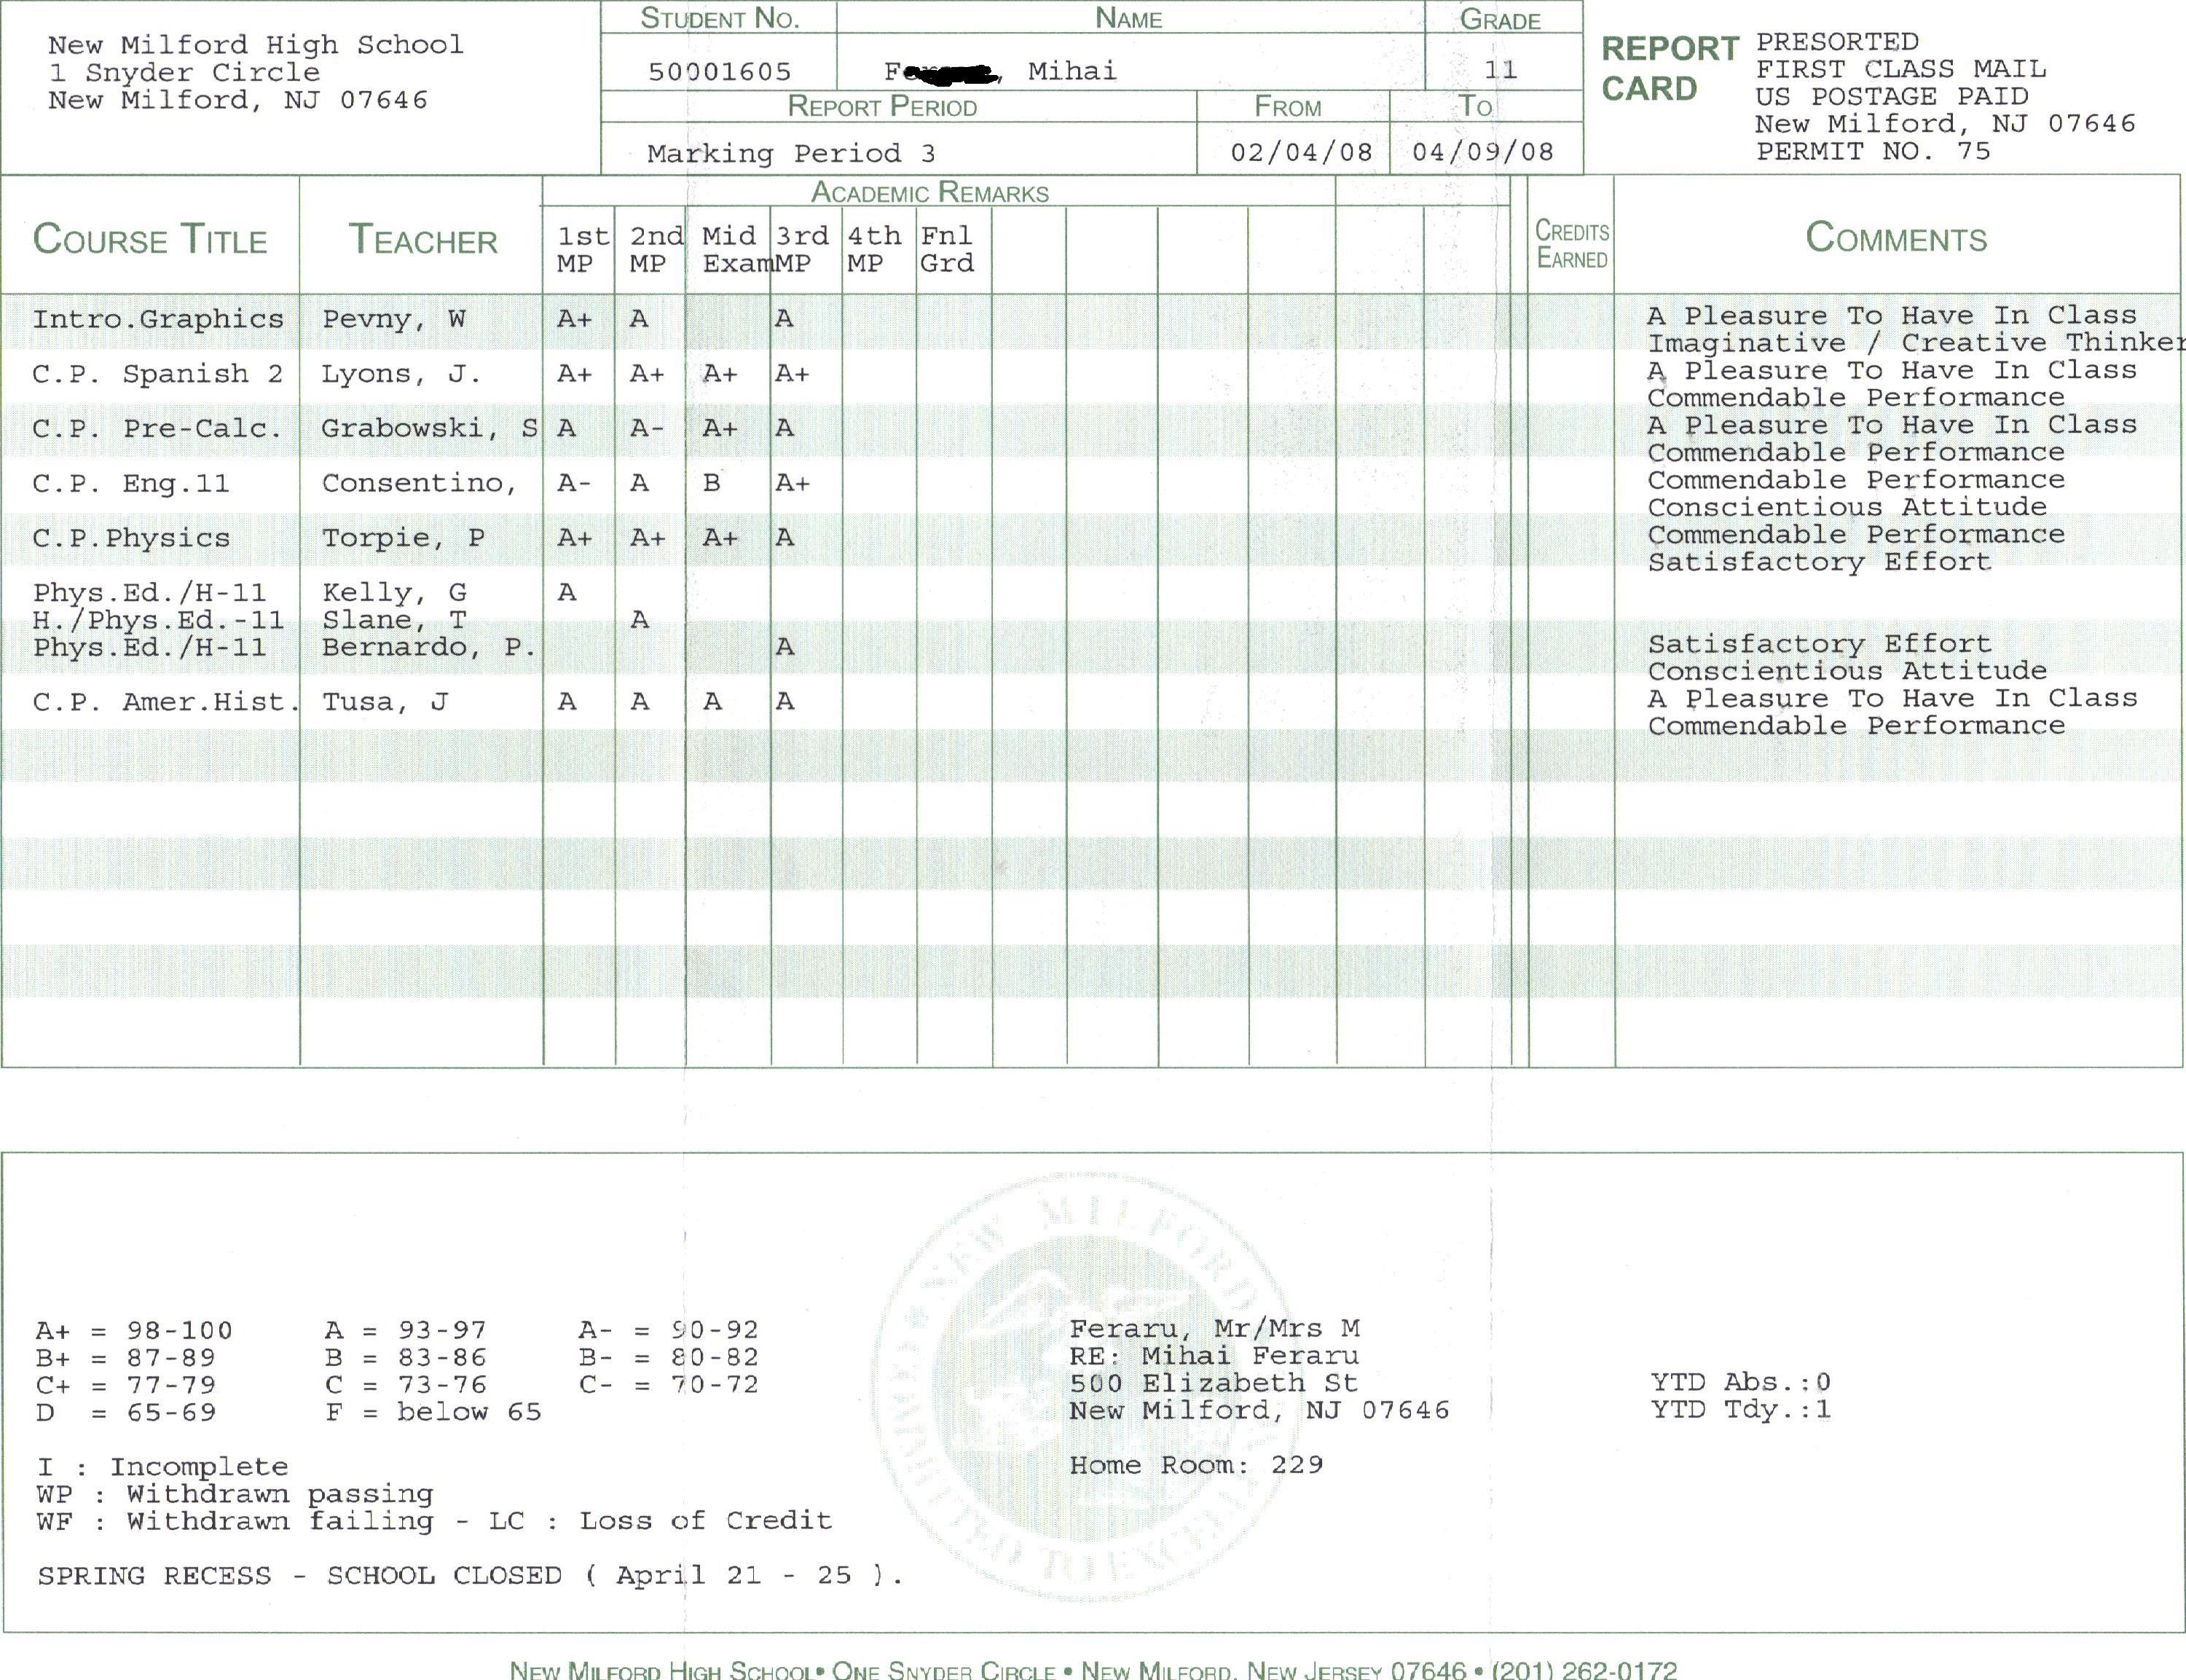 New Milford High School
1 Snyder Circle
New Milford, NJ 07646
STUDENT NO. NAME GRADE
50001605 F Mihai 11
REPORT PERIOD FROM TO
Marking Period 3 02/04/08 04/09/08
REPORT CARD
PRESORTED
FIRST CLASS MAIL
US POSTAGE PAID
New Milford, NJ 07646
PERMIT NO. 75
ACADEMIC REMARKS
COURSE TITLE TEACHER 1st MP 2nd MP Mid Exam 3rd MP 4th MP Fnl Grd CREDITS EARNED COMMENTS
Intro.Graphics Pevny, W A+ A A A Pleasure To Have In Class
Imaginative / Creative Thinker
C.P. Spanish 2 Lyons, J. A+ A+ A+ A+ A Pleasure To Have In Class
Commendable Performance
C.P. Pre-Calc. Grabowski, S A A- A+ A A Pleasure To Have In Class
Commendable Performance
C.P. Eng.11 Consentino, A- A B A+ Commendable Performance
Conscientious Attitude
C.P.Physics Torpie, P A+ A+ A+ A Commendable Performance
Satisfactory Effort
Phys.Ed./H-11 Kelly, G A
H./Phys.Ed.-11 Slane, T A
Phys.Ed./H-11 Bernardo, P. A Satisfactory Effort
Conscientious Attitude
C.P. Amer.Hist. Tusa, J A A A A A Pleasure To Have In Class
Commendable Performance
A+ = 98-100 A = 93-97 A- = 90-92
B+ = 87-89 B = 83-86 B- = 80-82
C+ = 77-79 C = 73-76 C- = 70-72
D = 65-69 F = below 65
I : Incomplete
WP : Withdrawn passing
WF : Withdrawn failing - LC : Loss of Credit
SPRING RECESS - SCHOOL CLOSED ( April 21 - 25 ).
NEW MILFORD
Feraru, Mr/Mrs M
RE: Mihai Feraru
500 Elizabeth St
New Milford, NJ 07646
Home Room: 229
YTD Abs.:0
YTD Tdy.:1
NEW MILFORD HIGH SCHOOL • ONE SNYDER CIRCLE • NEW MILFORD, NEW JERSEY 07646 • (201) 262-0172